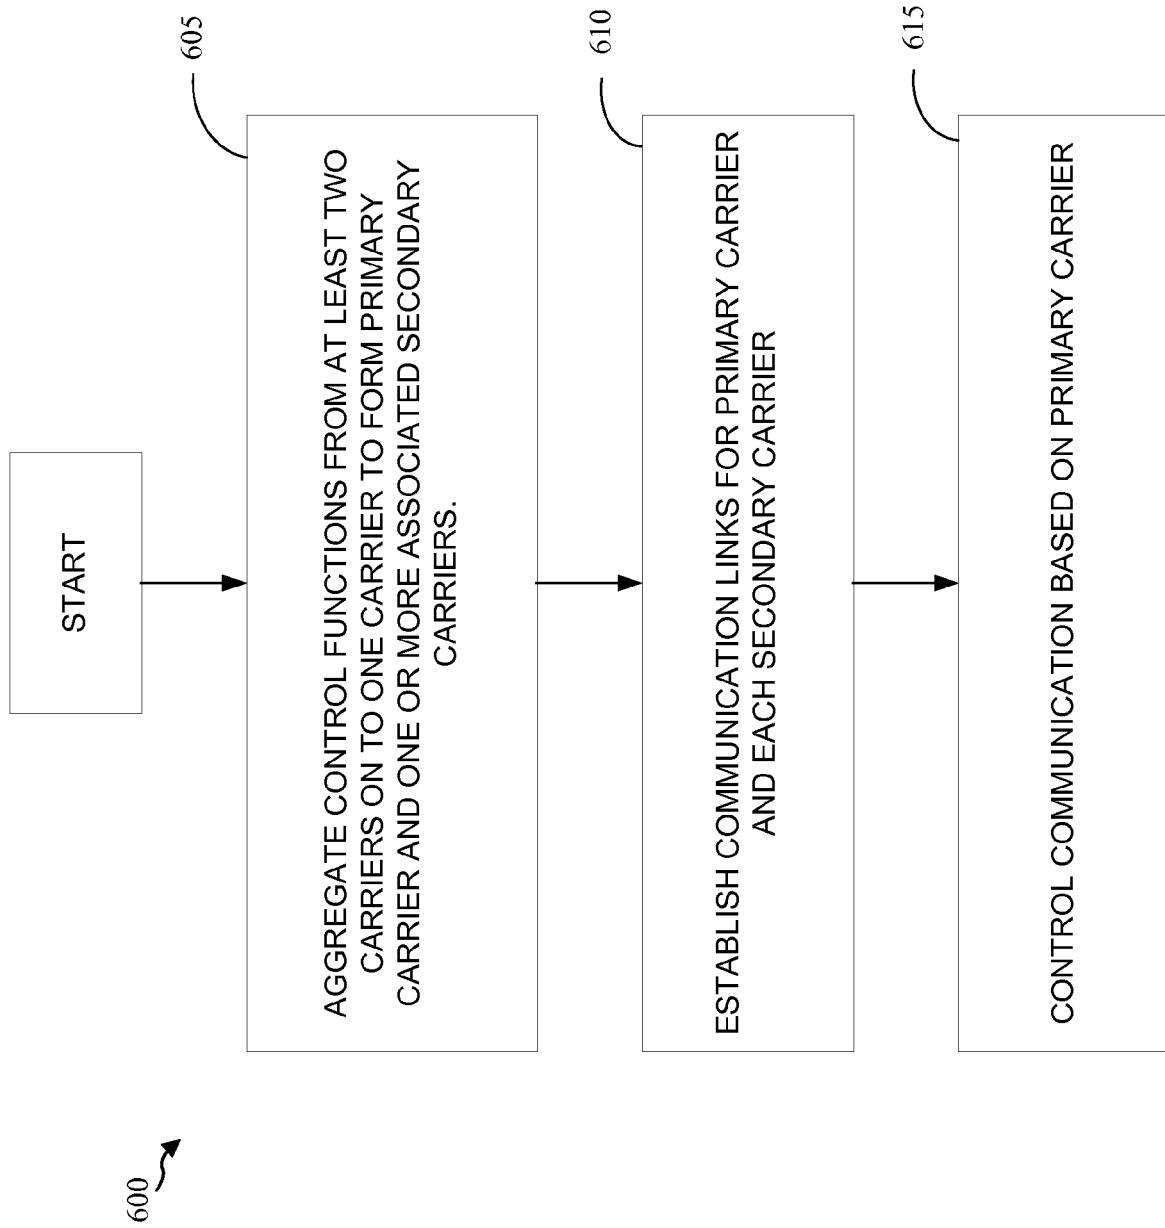 600
START
605
AGGREGATE CONTROL FUNCTIONS FROM AT LEAST TWO
CARRIERS ON TO ONE CARRIER TO FORM PRIMARY
CARRIER AND ONE OR MORE ASSOCIATED SECONDARY
CARRIERS.
610
ESTABLISH COMMUNICATION LINKS FOR PRIMARY CARRIER
AND EACH SECONDARY CARRIER
615
CONTROL COMMUNICATION BASED ON PRIMARY CARRIER